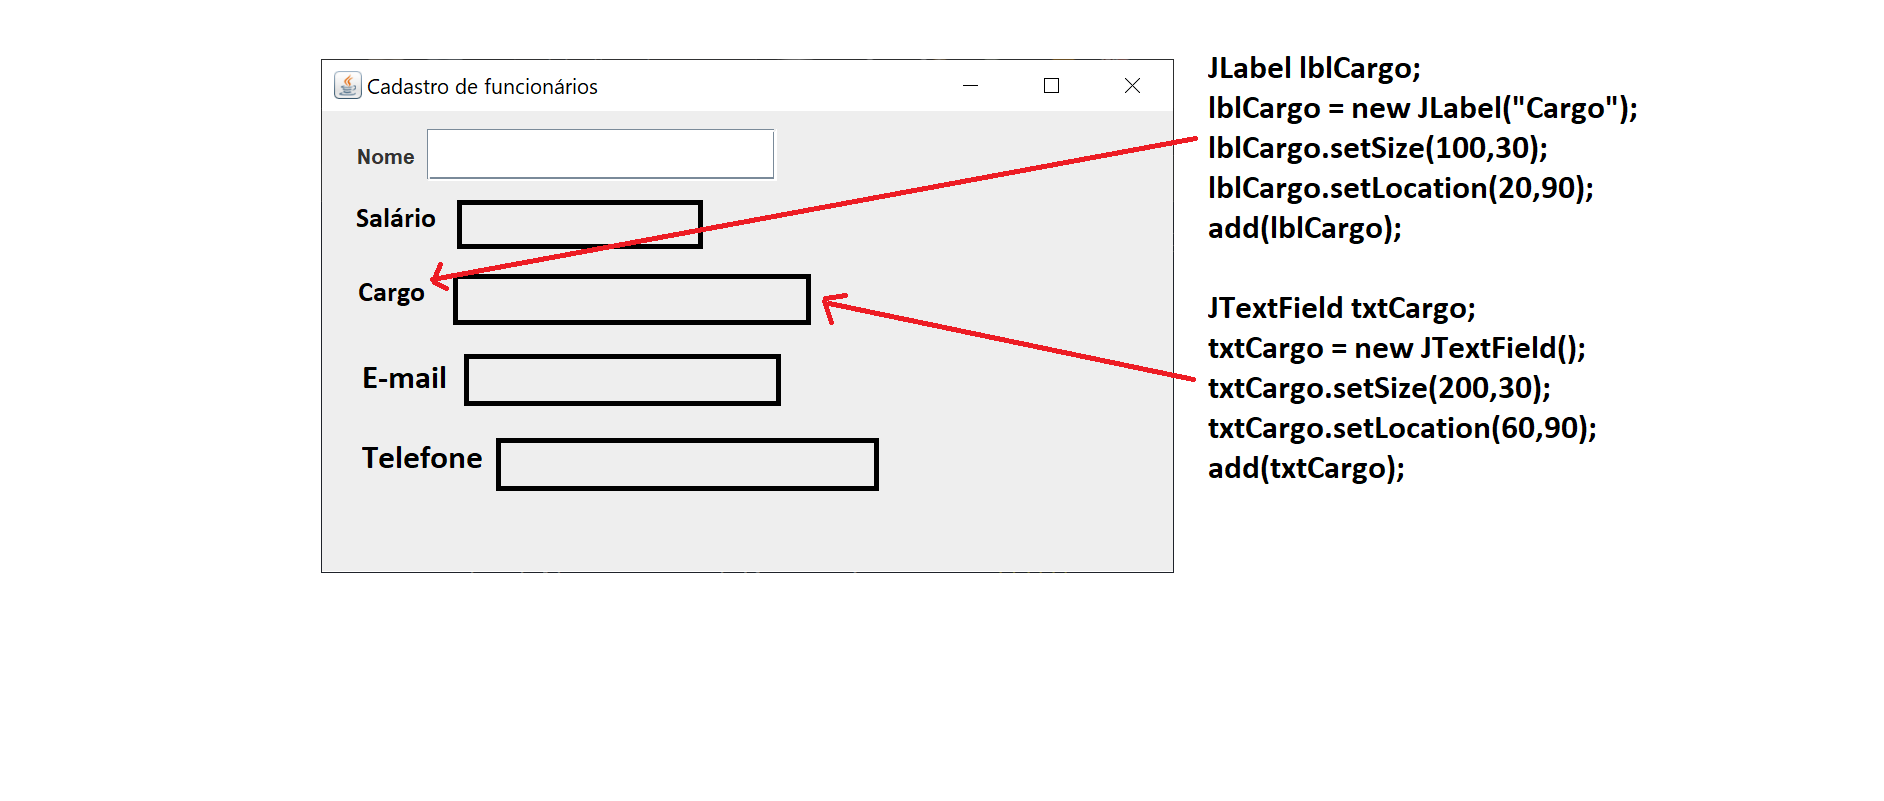 Cadastro de funcionários
Nome
Salário
Cargo
E-mail
Telefone
JLabel lblCargo;
lblCargo = new JLabel("Cargo");
lblCargo.setSize(100,30);
lblCargo.setLocation(20,90);
add(lblCargo);
JTextField txtCargo;
txtCargo = new JTextField();
txtCargo.setSize(200,30);
txtCargo.setLocation(60,90);
add(txtCargo);